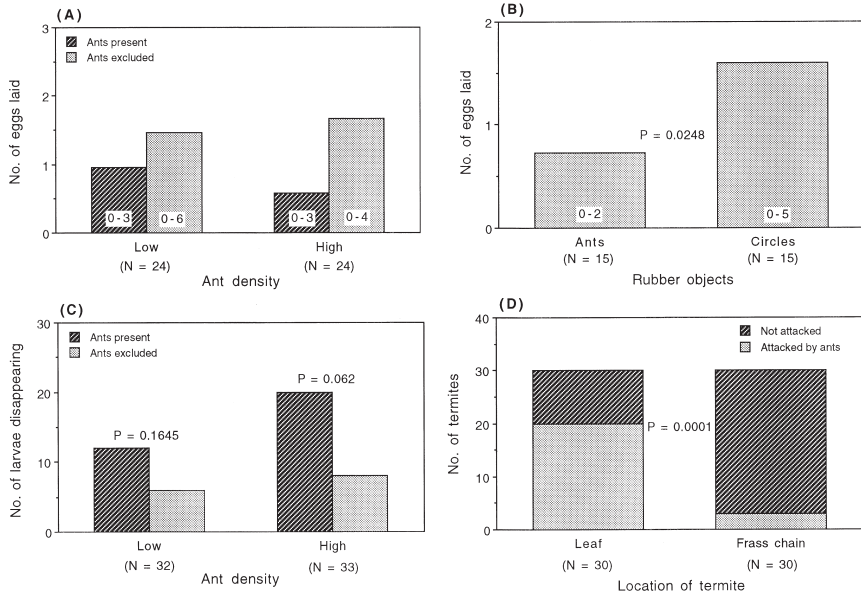 (A)
Ants present
Ants excluded
No. of eggs laid
3
2
1
0
0-3
0-6
0-3
0-4
Low
High
(N = 24)
(N = 24)
Ant density
(B)
No. of eggs laid
2
1
0
P = 0.0248
0-2
0-5
Ants
Circles
(N = 15)
(N = 15)
Rubber objects
(C)
Ants present
Ants excluded
No. of larvae disappearing
30
20
10
0
P = 0.1645
P = 0.062
Low
High
(N = 32)
(N = 33)
Ant density
(D)
Not attacked
Attacked by ants
No. of termites
40
30
20
10
0
P = 0.0001
Leaf
Frass chain
(N = 30)
(N = 30)
Location of termite